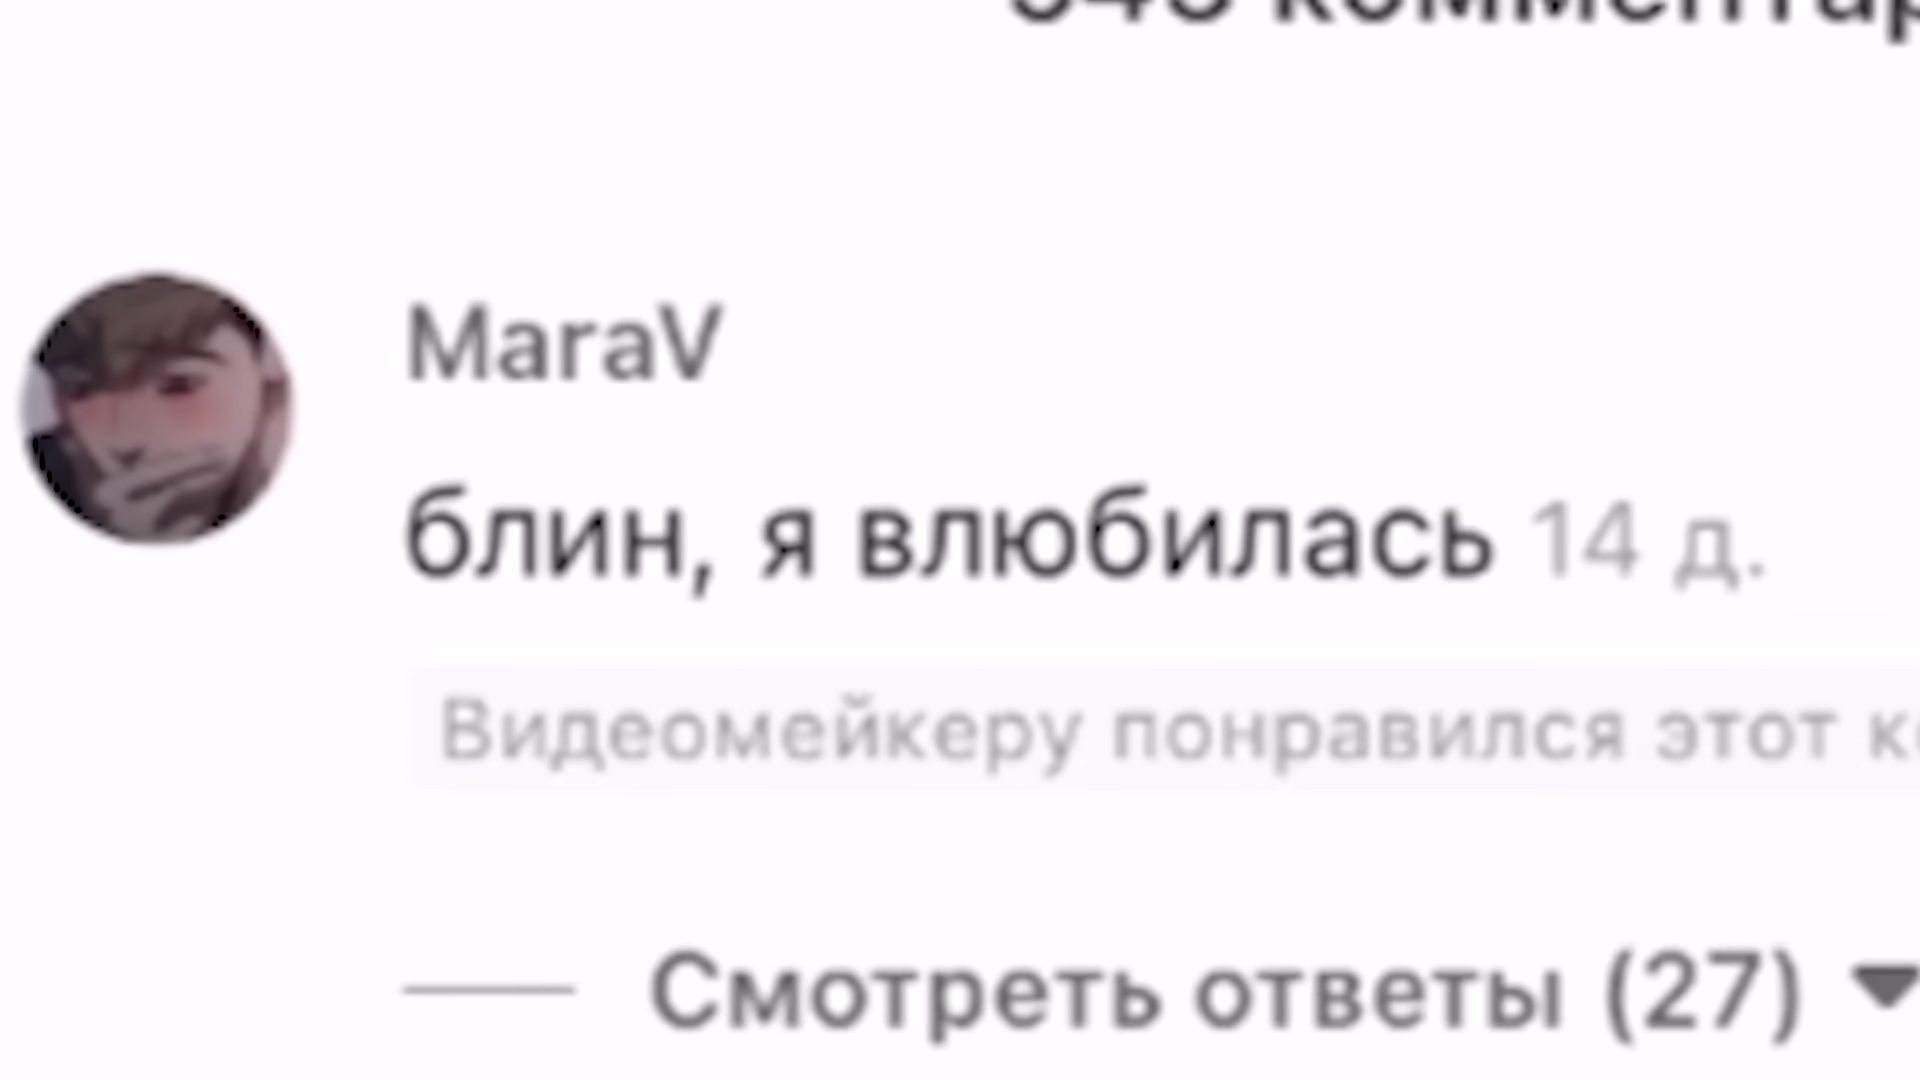 MaraV
блин, я влюбилась 14 д.
Видеомейкеру понравился этот
Смотреть ответы (27)